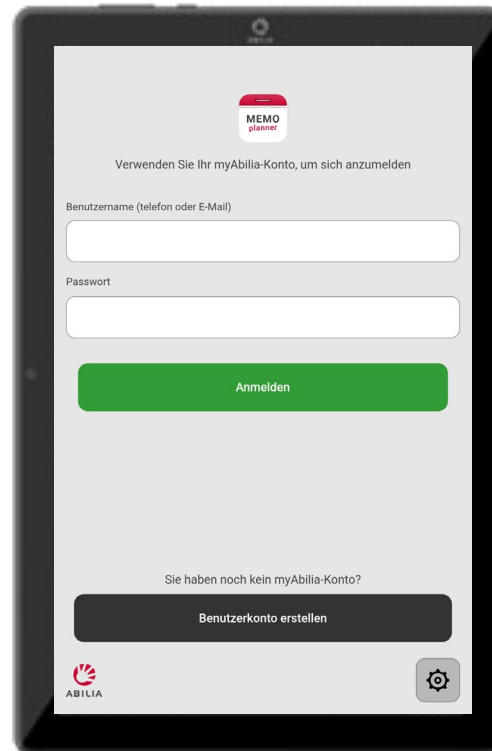 ABILIA
MEMO
planner
Verwenden Sie Ihr myAbilia-Konto, um sich anzumelden
Benutzername (telefon oder E-Mail)
Passwort
Anmelden
Sie haben noch kein myAbilia-Konto?
Benutzerkonto erstellen
ABILIA